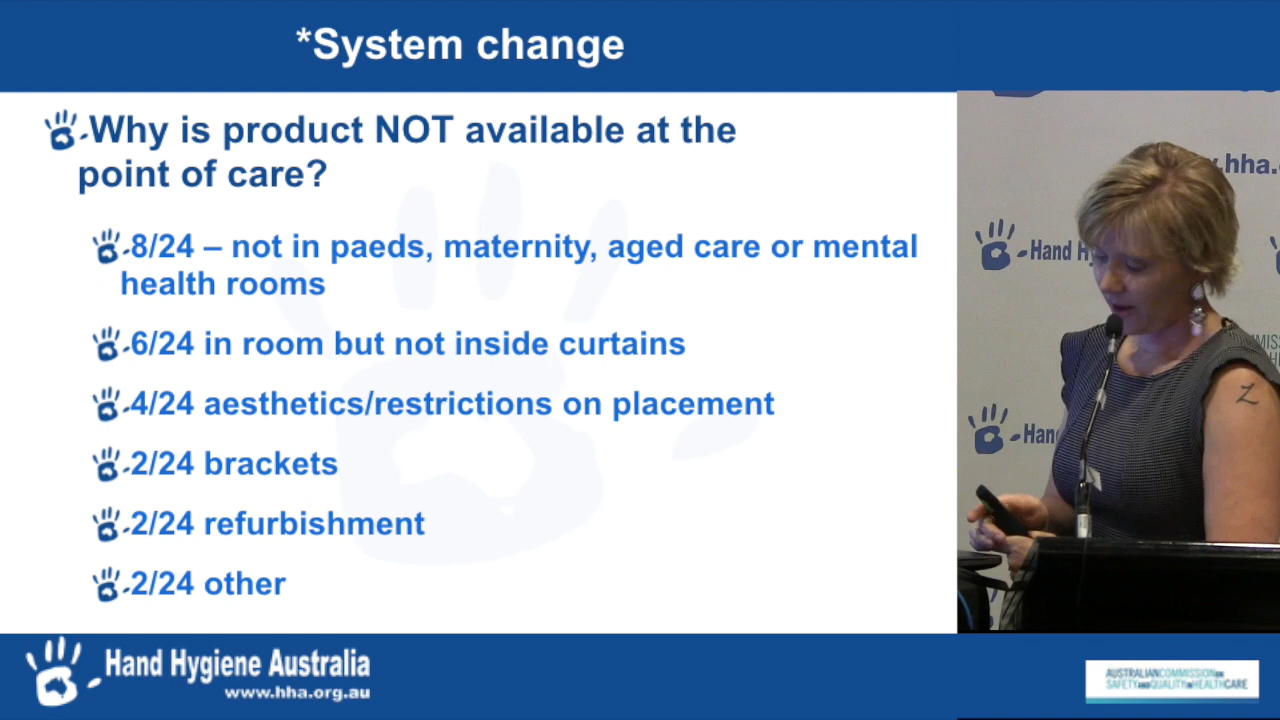 *System change
Why is product NOT available at the
point of care?
8/24 – not in paeds, maternity, aged care or mental
health rooms
6/24 in room but not inside curtains
4/24 aesthetics/restrictions on placement
2/24 brackets
2/24 refurbishment
2/24 other
.hha.
Hand H
Hand
Hand Hygiene Australia
www.hha.org.au
AUSTRALIAN COMMISSION ON
SAFETY AND QUALITY IN HEALTH CARE